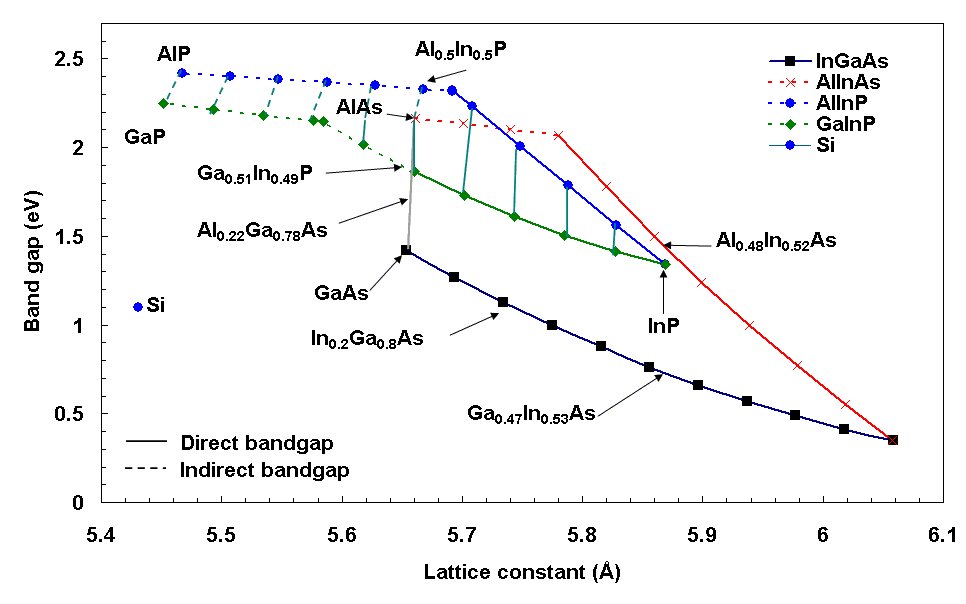 2.5
2
1.5
1
0.5
0
Band gap (eV)
AlP
GaP
Al0.5In0.5P
AlAs
Ga0.51In0.49P
Al0.22Ga0.78As
GaAs
Si
In0.2Ga0.8As
Ga0.47In0.53As
InP
Al0.48In0.52As
InGaAs
AlInAs
AlInP
GaInP
Si
Direct bandgap
Indirect bandgap
5.4 5.5 5.6 5.7 5.8 5.9 6 6.1
Lattice constant (Å)